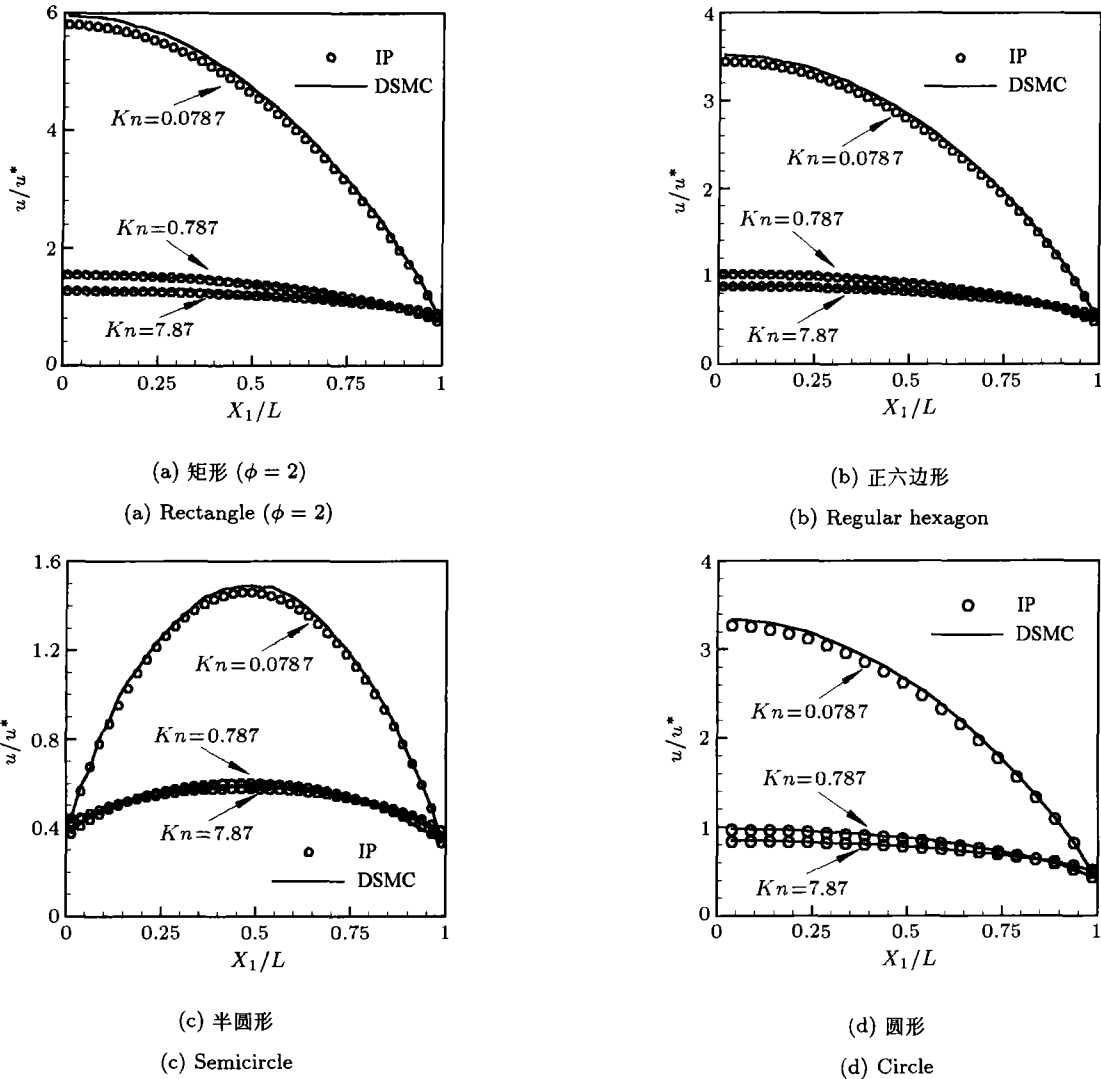 6
4
2
0
u/u*
IP
DSMC
Kn=0.0787
Kn=0.787
Kn=7.87
0 0.25 0.5 0.75 1
X₁/L
(a) 矩形 (ϕ = 2)
(a) Rectangle (ϕ = 2)
4
3
2
1
0
u/u*
IP
DSMC
Kn=0.0787
Kn=0.787
Kn=7.87
0 0.25 0.5 0.75 1
X₁/L
(b) 正六边形
(b) Regular hexagon
1.6
1.2
0.8
0.4
0
u/u*
Kn=0.0787
Kn=0.787
Kn=7.87
IP
DSMC
0 0.25 0.5 0.75 1
X₁/L
(c) 半圆形
(c) Semicircle
4
3
2
1
0
u/u*
IP
DSMC
Kn=0.0787
Kn=0.787
Kn=7.87
0 0.25 0.5 0.75 1
X₁/L
(d) 圆形
(d) Circle